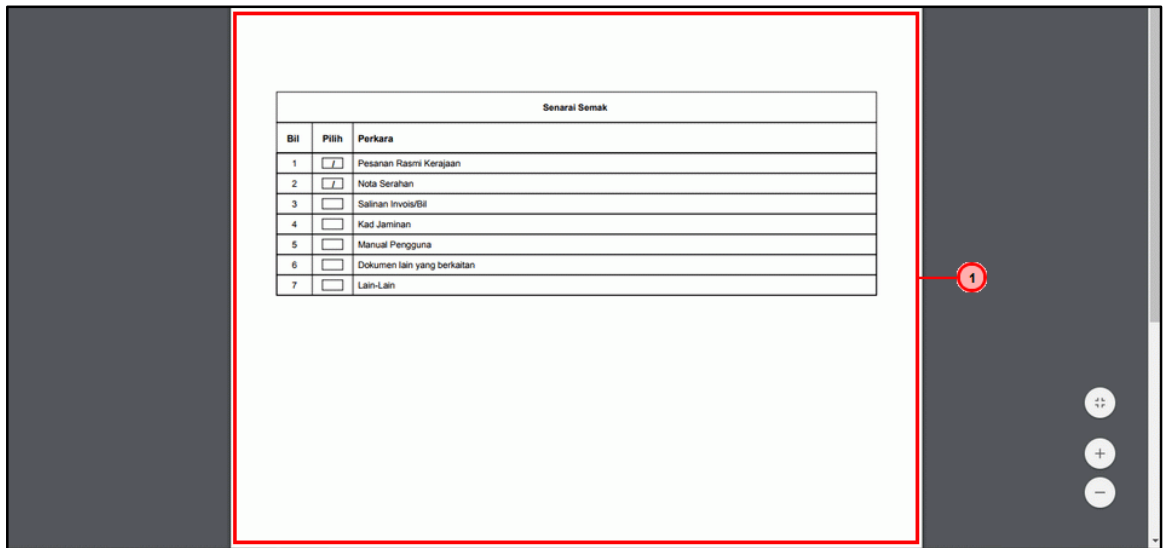 Senarai Semak
Bil Pilih Perkara
1 / Pesanan Rasmi Kerajaan
2 / Nota Serahan
3 Salinan Invois/Bil
4 Kad Jaminan
5 Manual Pengguna
6 Dokumen lain yang berkaitan
7 Lain-Lain
1